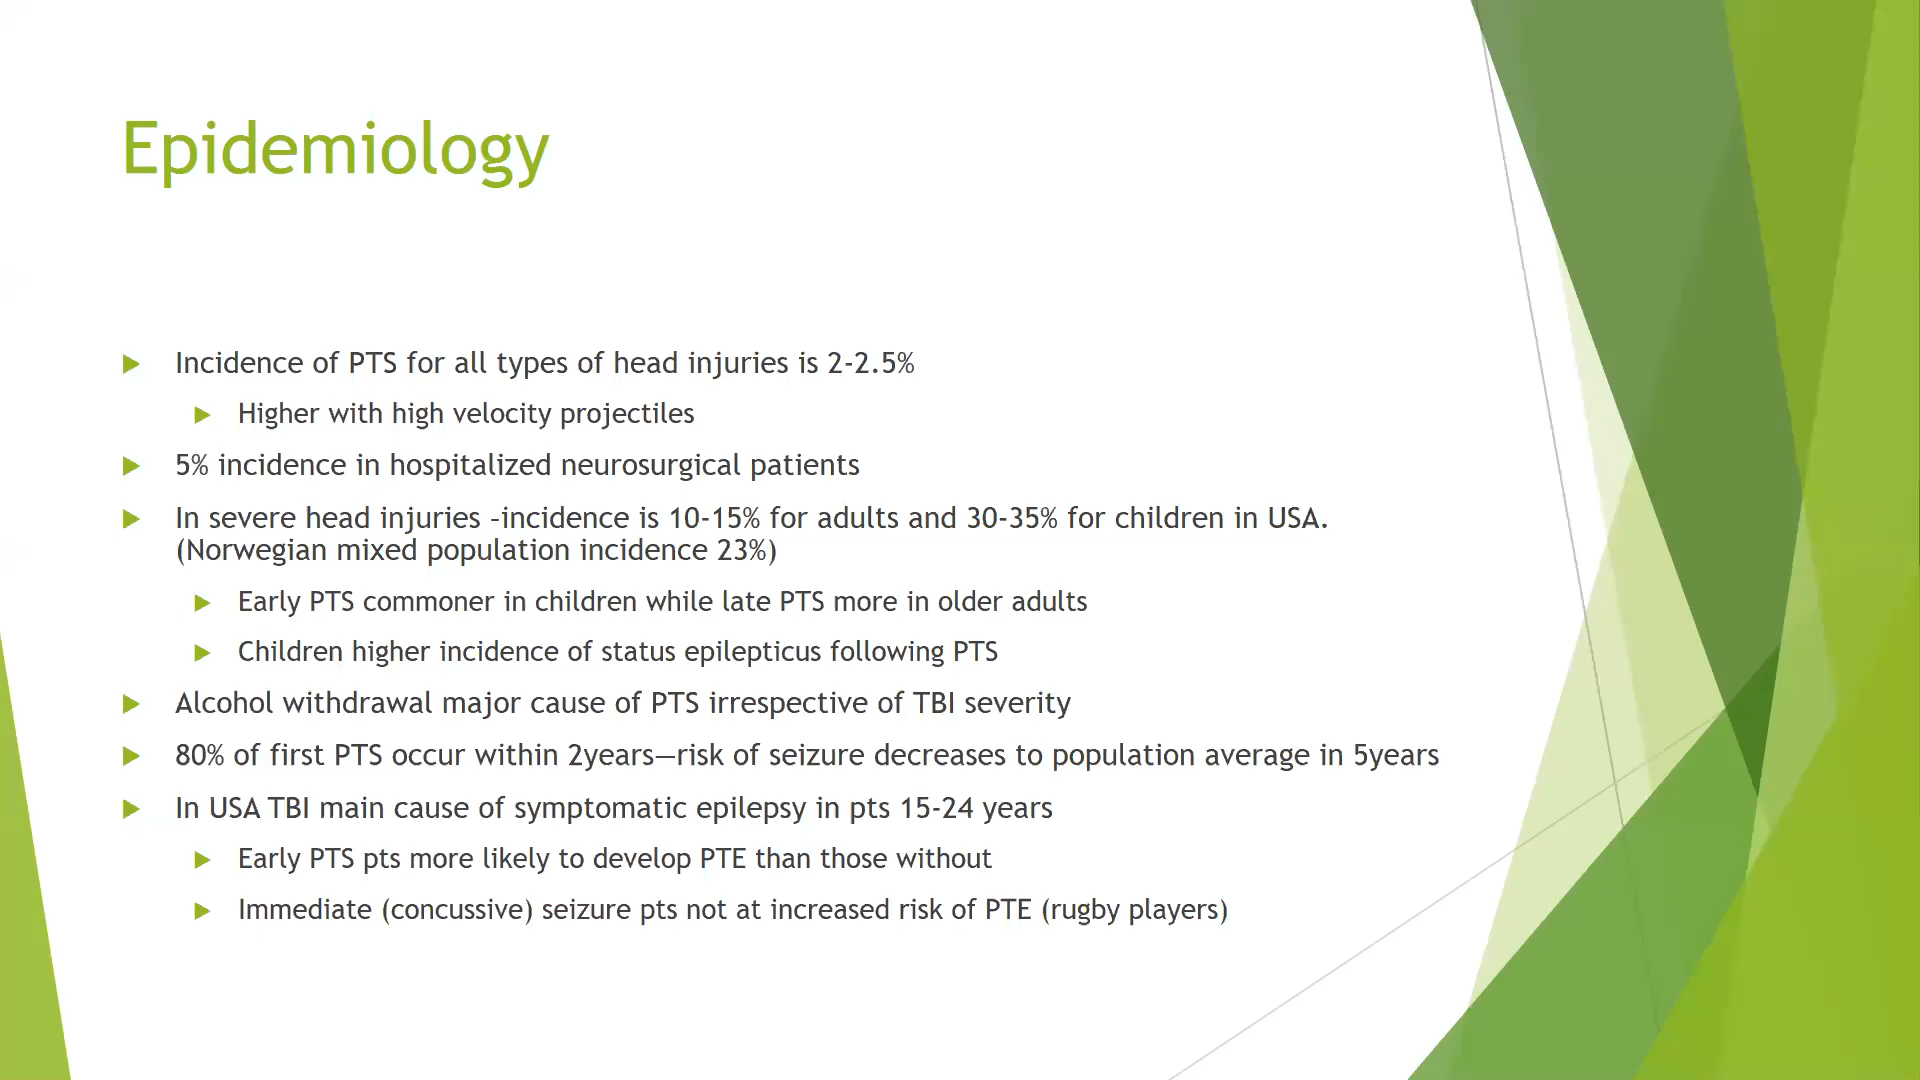 Epidemiology
Incidence of PTS for all types of head injuries is 2-2.5%
Higher with high velocity projectiles
5% incidence in hospitalized neurosurgical patients
In severe head injuries –incidence is 10-15% for adults and 30-35% for children in USA.
(Norwegian mixed population incidence 23%)
Early PTS commoner in children while late PTS more in older adults
Children higher incidence of status epilepticus following PTS
Alcohol withdrawal major cause of PTS irrespective of TBI severity
80% of first PTS occur within 2years—risk of seizure decreases to population average in 5years
In USA TBI main cause of symptomatic epilepsy in pts 15-24 years
Early PTS pts more likely to develop PTE than those without
Immediate (concussive) seizure pts not at increased risk of PTE (rugby players)